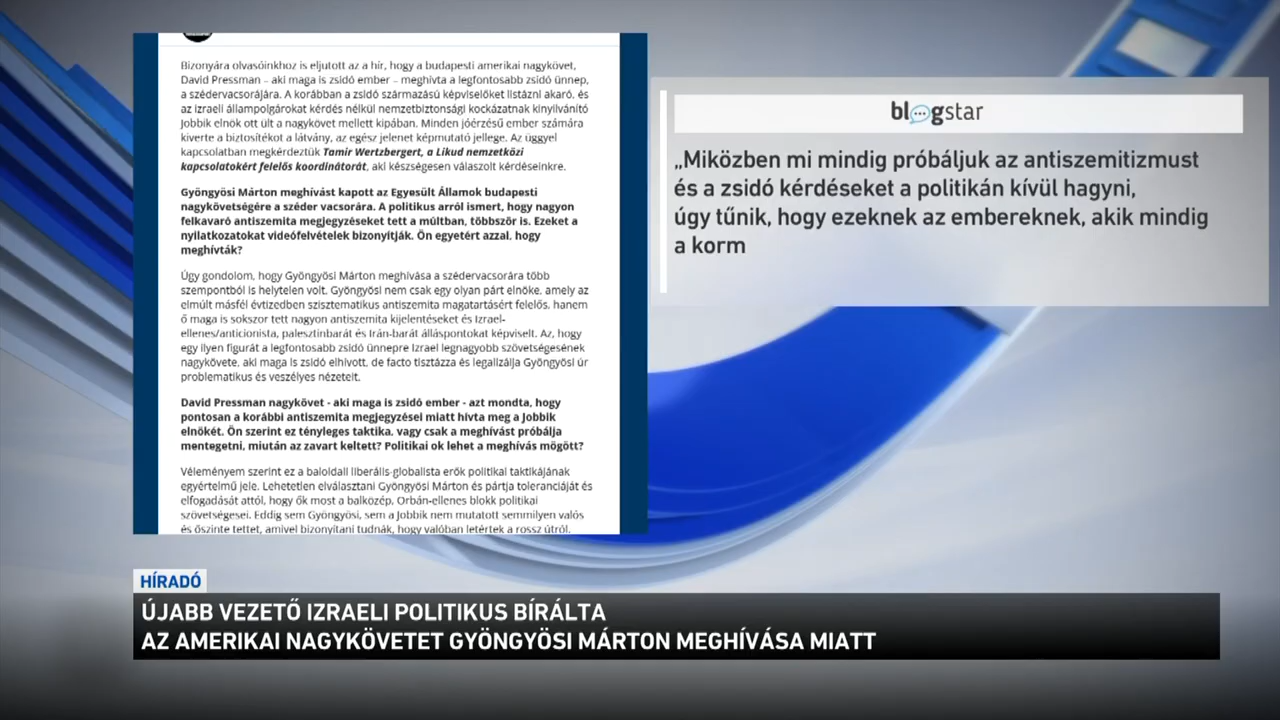 Bizonyára olvasóinkhoz is eljutott az a hír, hogy a budapesti amerikai nagykövet,
David Pressman – aki maga is zsidó ember – meghívta a legfontosabb zsidó ünnep,
a szédervacsorájára. A korábban a zsidó származású képviselőket listázni akaró, és
az izraeli állampolgárokat kérdés nélkül nemzetbiztonsági kockázatnak kinyilvánító
Jobbik elnök ott ült a nagykövet mellett kipában. Minden jóérzésű ember számára
kiverte a biztosítékot a látvány, az egész jelenet képmutató jellege. Az üggyel
kapcsolatban megkérdeztük Tamir Wertzbergert, a Likud nemzetközi
kapcsolatokért felelős koordinátorát, aki készségesen válaszolt kérdéseinkre.
Gyöngyösi Márton meghívást kapott az Egyesült Államok budapesti
nagykövetségére a széder vacsorára. A politikus arról ismert, hogy nagyon
felkavaró antiszemita megjegyzéseket tett a múltban, többször is. Ezeket a
nyilatkozatokat videófelvételek bizonyítják. Ön egyetért azzal, hogy
meghívták?
Úgy gondolom, hogy Gyöngyösi Márton meghívása a szédervacsorára több
szempontból is helytelen volt. Gyöngyösi nem csak egy olyan párt elnöke, amely az
elmúlt másfél évtizedben szisztematikus antiszemita magatartásért felelős, hanem
ő maga is sokszor tett nagyon antiszemita kijelentéseket és Izrael-
ellenes/anticionista, palesztinbarát és Irán-barát álláspontokat képviselt. Az, hogy
egy ilyen figurát a legfontosabb zsidó ünnepre Izrael legnagyobb szövetségesének
nagykövete, aki maga is zsidó elhívott, de facto tisztázza és legalizálja Gyöngyösi úr
problematikus és veszélyes nézeteit.
David Pressman nagykövet - aki maga is zsidó ember - azt mondta, hogy
pontosan a korábbi antiszemita megjegyzései miatt hívta meg a Jobbik
elnökét. Ön szerint ez tényleges taktika, vagy csak a meghívást próbálja
mentegetni, miután az zavart keltett? Politikai ok lehet a meghívás mögött?
Véleményem szerint ez a baloldali liberális-globalista erők politikai taktikájának
egyértelmű jele. Lehetetlen elválasztani Gyöngyösi Márton és pártja toleranciáját és
elfogadását attól, hogy ők most a balközép, Orbán-ellenes blokk politikai
szövetségesei. Eddig sem Gyöngyösi, sem a Jobbik nem mutatott semmilyen valós
és őszinte tettet, amivel bizonyítani tudnák, hogy valóban letértek a rossz útról.
blogstar
„Miközben mi mindig próbáljuk az antiszemitizmust
és a zsidó kérdéseket a politikán kívül hagyni,
úgy tűnik, hogy ezeknek az embereknek, akik mindig
a korm
HÍRADÓ
ÚJABB VEZETŐ IZRAELI POLITIKUS BÍRÁLTA
AZ AMERIKAI NAGYKÖVETET GYÖNGYÖSI MÁRTON MEGHÍVÁSA MIATT